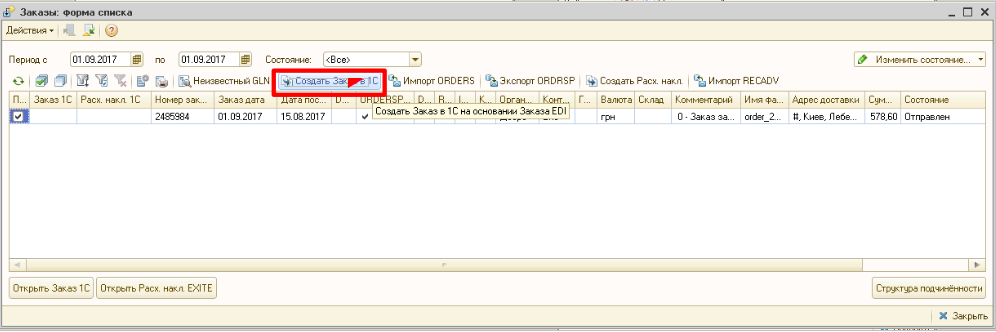 Заказы: форма списка
Действия
Период с 01.09.2017 по 01.09.2017 Состояние: <Все> Изменить состояние...
Неизвестный GLN Создать Заказ в 1С Импорт ORDERS Экспорт ORDRSP Создать Расх. накл. Импорт RECADV
П... Заказ 1С Расх. накл. 1С Номер зак... Заказ дата Дата пос... D... ORDERSP... D... R... I... К... Орган... Конт... Г... Валюта Склад Комментарий Имя фа... Адрес доставки Сум... Состояние
2485984 01.09.2017 15.08.2017 грн 0 - Заказ за... order_2... #, Киев, Лебе... 578,60 Отправлен
Создать Заказ в 1С на основании Заказа EDI
Открыть Заказ 1С Открыть Расх. накл. EXITE Структура подчинённости
Закрыть